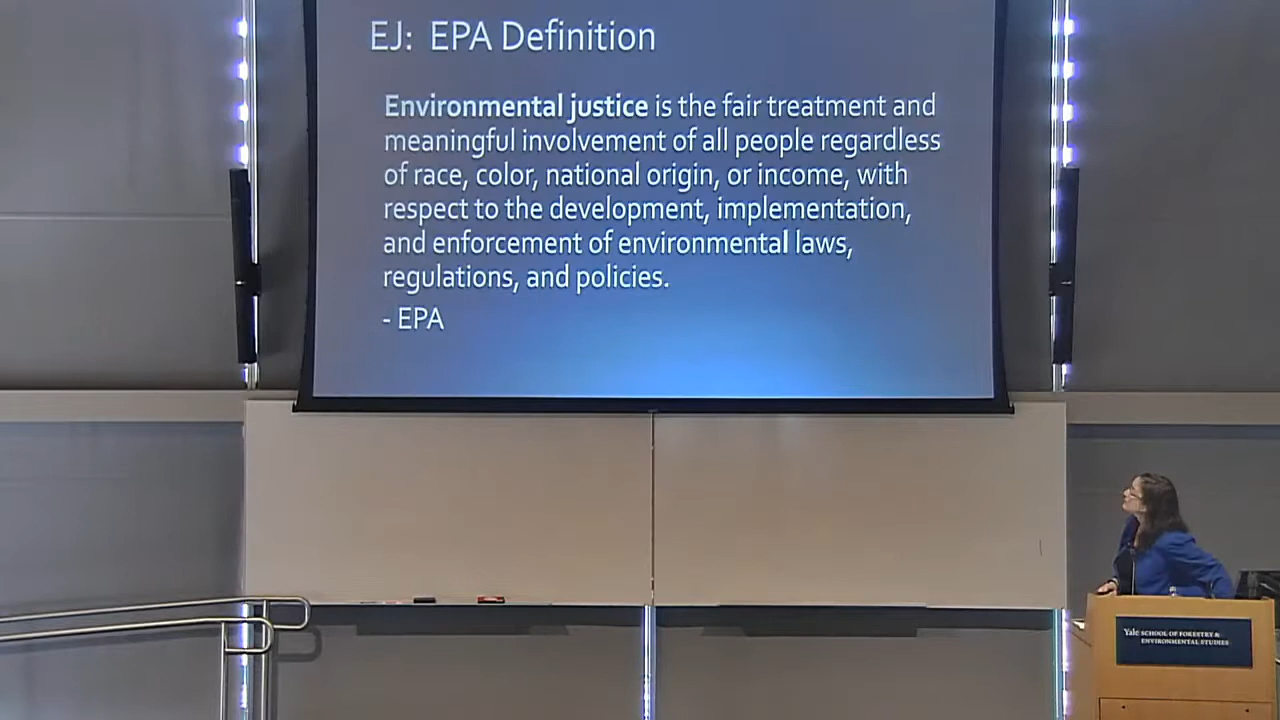 EJ: EPA Definition
Environmental justice is the fair treatment and
meaningful involvement of all people regardless
of race, color, national origin, or income, with
respect to the development, implementation,
and enforcement of environmental laws,
regulations, and policies.
- EPA
Yale SCHOOL OF FORESTRY &
ENVIRONMENTAL STUDIES